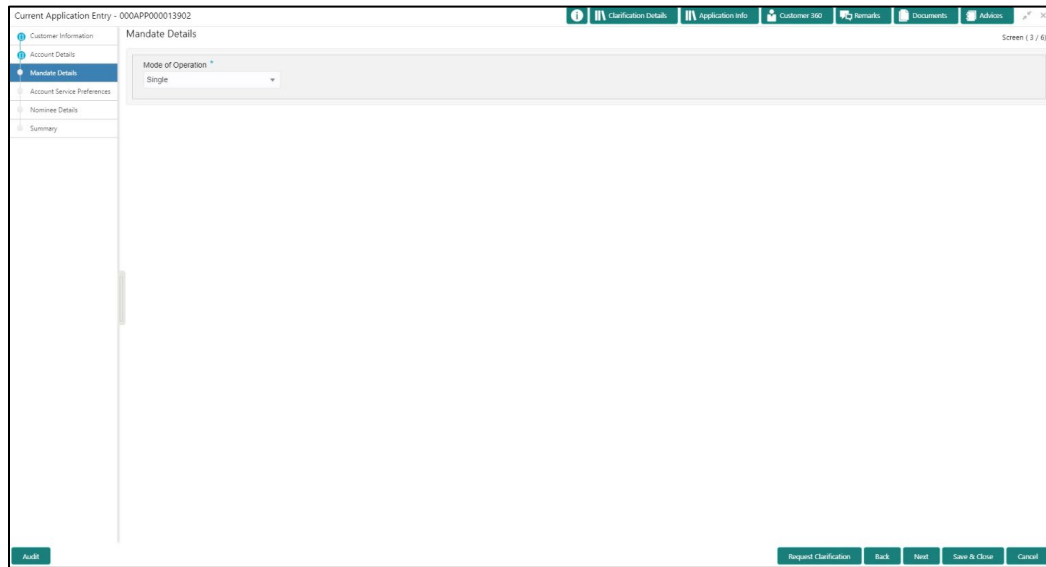 Current Application Entry - 000APP000013902
Clarification Details
Application Info
Customer 360
Remarks
Documents
Advices
Customer Information
Account Details
Mandate Details
Account Service Preferences
Nominee Details
Summary
Mandate Details
Screen ( 3 / 6)
Mode of Operation *
Single
Audit
Request Clarification
Back
Next
Save & Close
Cancel